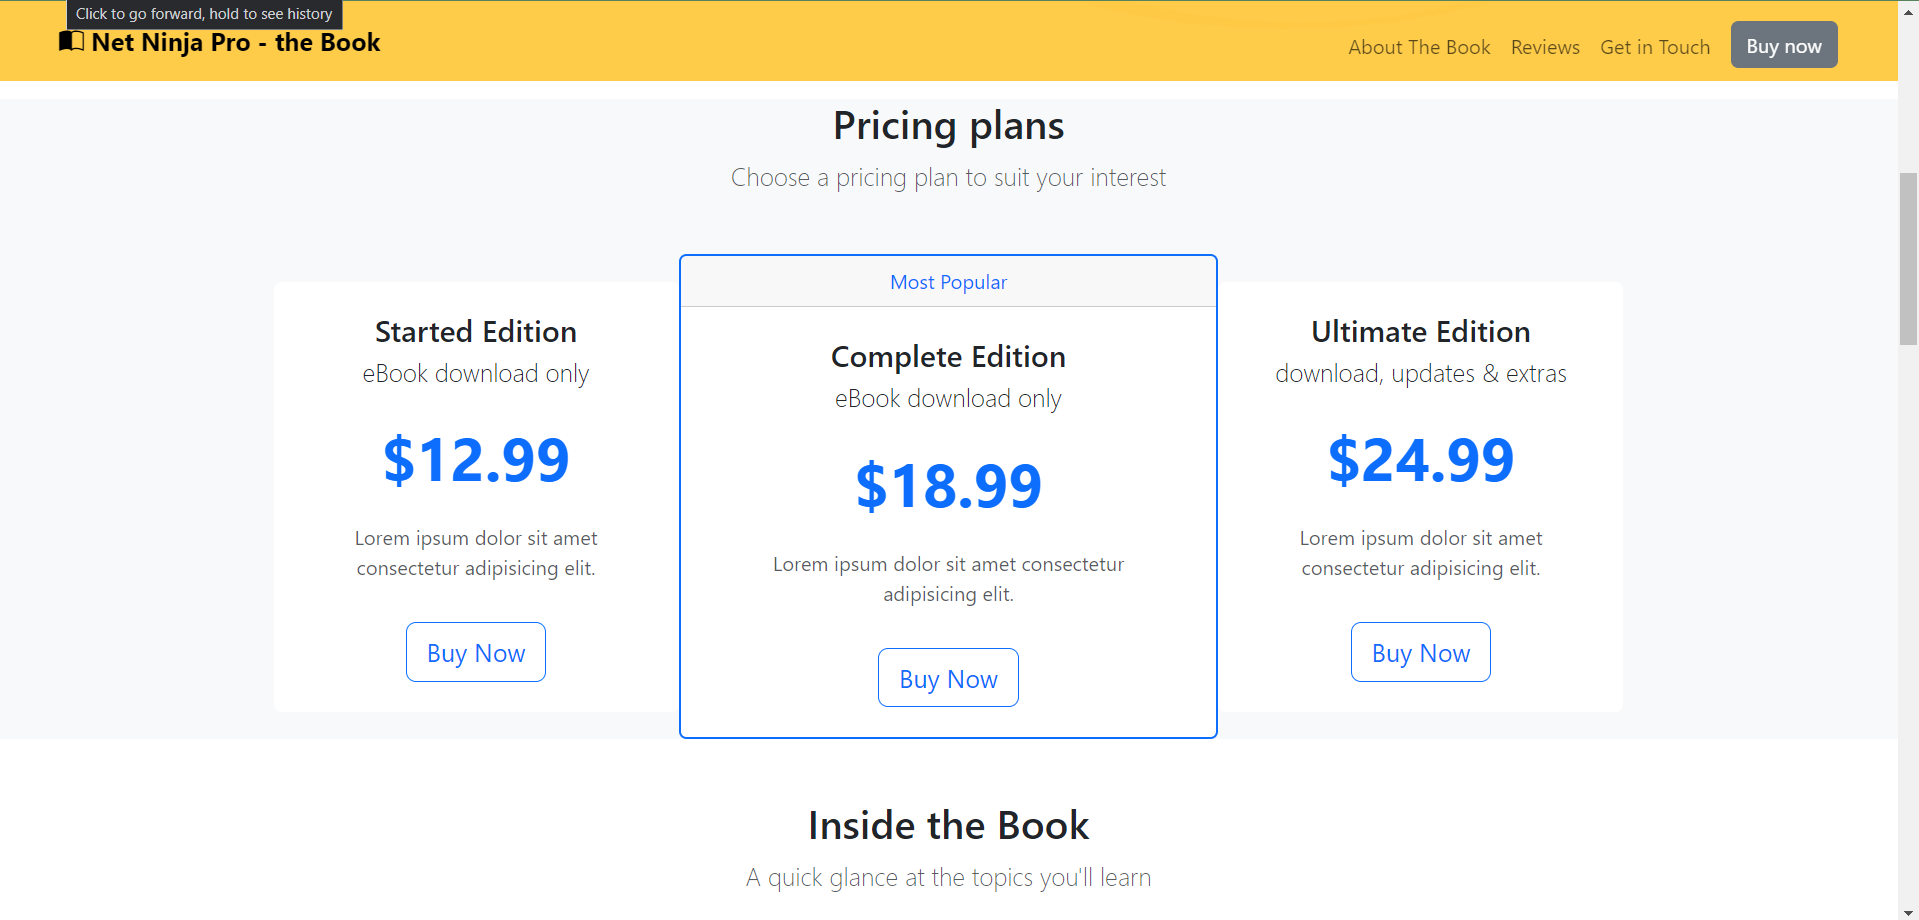 Click to go forward, hold to see history
Net Ninja Pro - the Book
About The Book
Reviews
Get in Touch
Buy now
Pricing plans
Choose a pricing plan to suit your interest
Started Edition
eBook download only
$12.99
Lorem ipsum dolor sit amet
consectetur adipisicing elit.
Buy Now
Most Popular
Complete Edition
eBook download only
$18.99
Lorem ipsum dolor sit amet consectetur
adipisicing elit.
Buy Now
Ultimate Edition
download, updates & extras
$24.99
Lorem ipsum dolor sit amet
consectetur adipisicing elit.
Buy Now
Inside the Book
A quick glance at the topics you'll learn